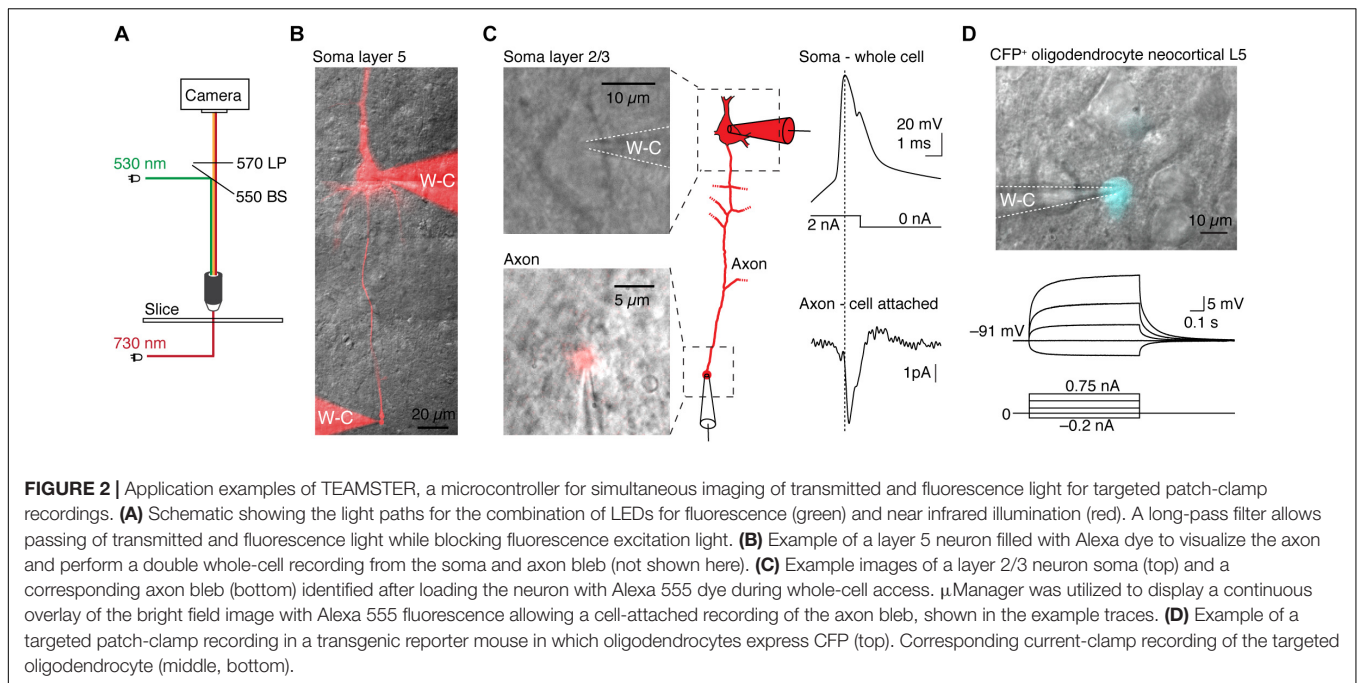 A
Camera
530 nm
570 LP
550 BS
Slice
730 nm
B
Soma layer 5
W-C
W-C
20 µm
C
Soma layer 2/3
10 µm
W-C
Axon
5 µm
Axon
Soma - whole cell
20 mV
1 ms
2 nA
0 nA
Axon - cell attached
1pA
D
CFP⁺ oligodendrocyte neocortical L5
W-C
10 µm
−91 mV
5 mV
0.1 s
0.75 nA
0
−0.2 nA
FIGURE 2 | Application examples of TEAMSTER, a microcontroller for simultaneous imaging of transmitted and fluorescence light for targeted patch-clamp
recordings. (A) Schematic showing the light paths for the combination of LEDs for fluorescence (green) and near infrared illumination (red). A long-pass filter allows
passing of transmitted and fluorescence light while blocking fluorescence excitation light. (B) Example of a layer 5 neuron filled with Alexa dye to visualize the axon
and perform a double whole-cell recording from the soma and axon bleb (not shown here). (C) Example images of a layer 2/3 neuron soma (top) and a
corresponding axon bleb (bottom) identified after loading the neuron with Alexa 555 dye during whole-cell access. µManager was utilized to display a continuous
overlay of the bright field image with Alexa 555 fluorescence allowing a cell-attached recording of the axon bleb, shown in the example traces. (D) Example of a
targeted patch-clamp recording in a transgenic reporter mouse in which oligodendrocytes express CFP (top). Corresponding current-clamp recording of the targeted
oligodendrocyte (middle, bottom).